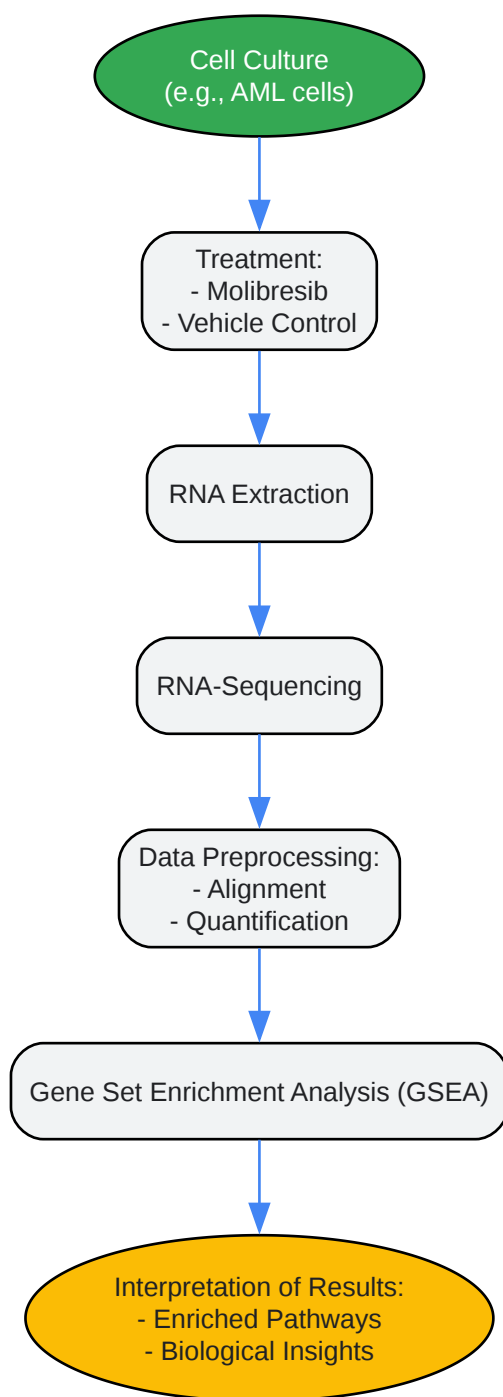 Cell Culture
(e.g., AML cells)
Treatment:
- Molibresib
- Vehicle Control
RNA Extraction
RNA-Sequencing
Data Preprocessing:
- Alignment
- Quantification
Gene Set Enrichment Analysis (GSEA)
Interpretation of Results:
- Enriched Pathways
- Biological Insights